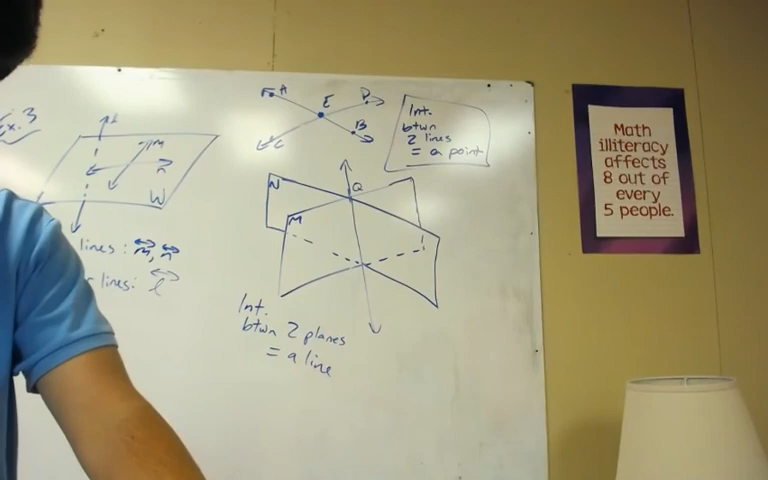 Ex. 3
m
n
W
lines: m, n
lines: l
A
E
D
B
C
Int.
btwn
2 lines
= a point
N
Q
M
Int.
btwn 2 planes
= a line
Math
illiteracy
affects
8 out of
every
5 people.